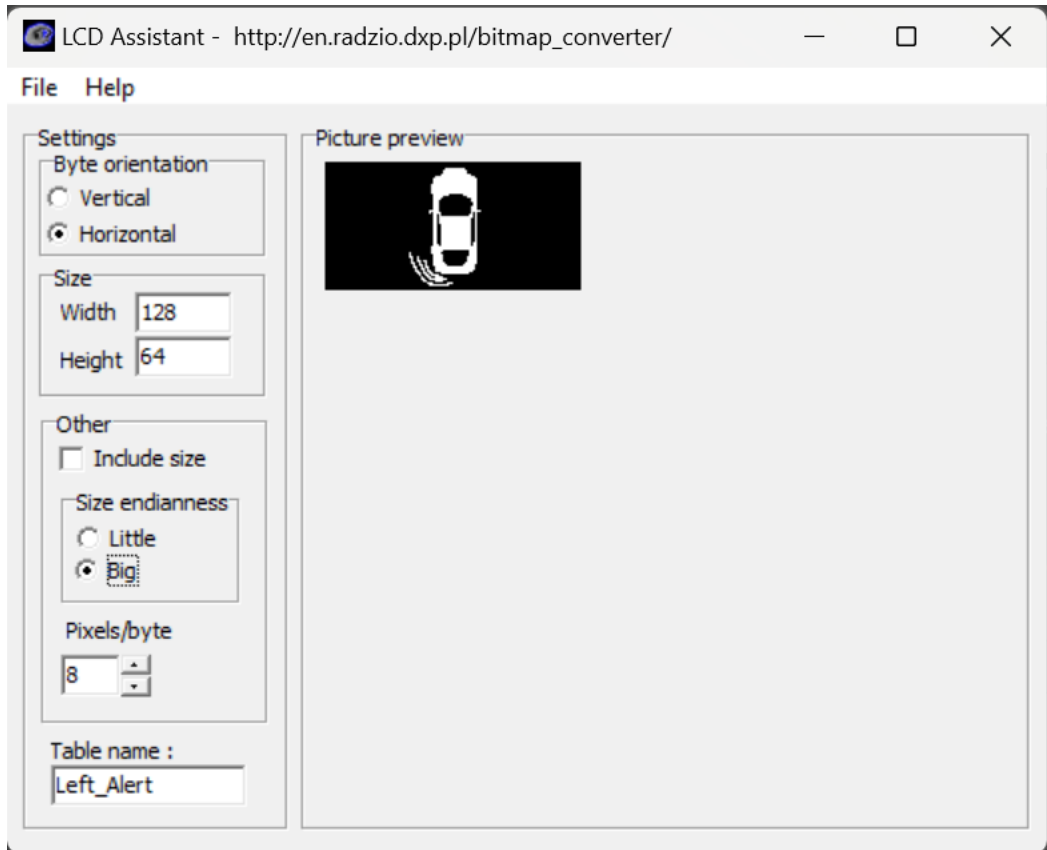 LCD Assistant - http://en.radzio.dxp.pl/bitmap_converter/
File Help
Settings
Byte orientation
Vertical
Horizontal
Size
Width 128
Height 64
Other
Include size
Size endianness
Little
Big
Pixels/byte
8
Table name :
Left_Alert
Picture preview